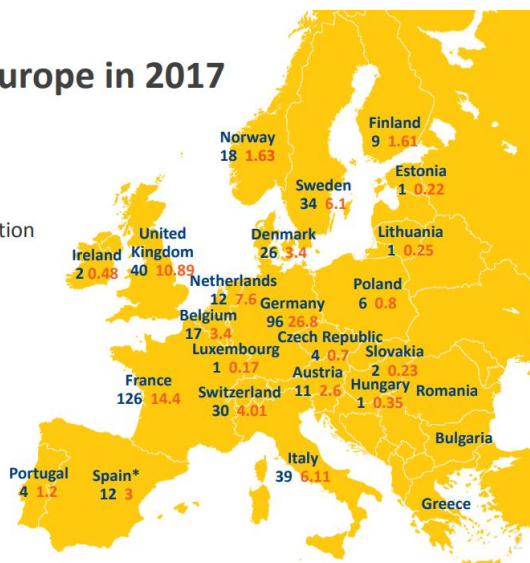 urope in 2017
tion
Norway
18 1.63
Finland
9 1.61
Sweden
34 6.1
Estonia
1 0.22
Denmark
26 3.4
Lithuania
1 0.25
Ireland
2 0.48
United
Kingdom
40 10.89
Netherlands
12 7.6
Germany
96 26.8
Poland
6 0.8
Belgium
17 3.4
Czech Republic
4 0.7
Luxembourg
1 0.17
Slovakia
2 0.23
Austria
11 2.6
Hungary
1 0.35
Romania
France
126 14.4
Switzerland
30 4.01
Bulgaria
Italy
39 6.11
Portugal
4 1.2
Spain*
12 3
Greece